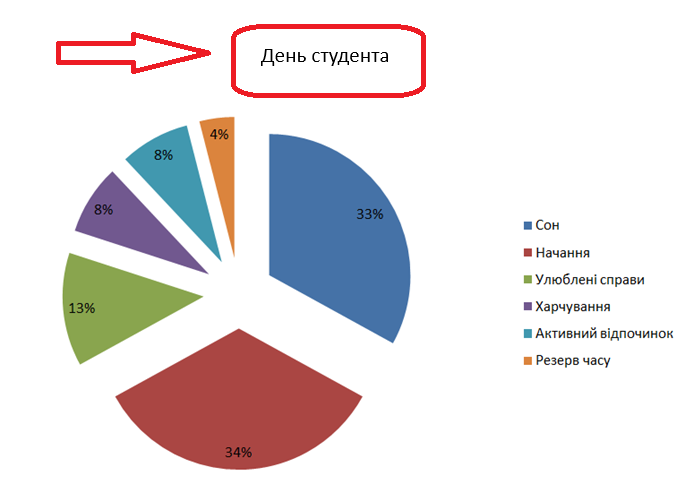 День студента
4%
8%
33%
8%
13%
34%
Сон
Начання
Улюблені справи
Харчування
Активний відпочинок
Резерв часу